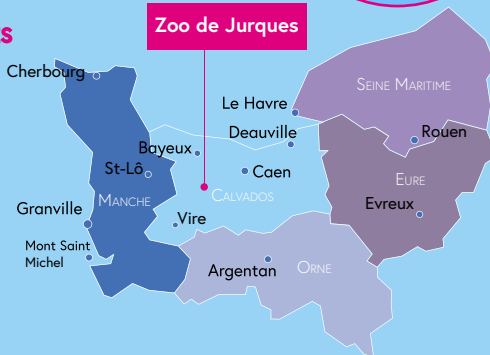 s
Zoo de Jurques
Cherbourg
SEINE MARITIME
Le Havre
Deauville
Rouen
Bayeux
St-Lô
Caen
EURE
MANCHE
CALVADOS
Evreux
Granville
Vire
Mont Saint
Michel
Argentan
ORNE